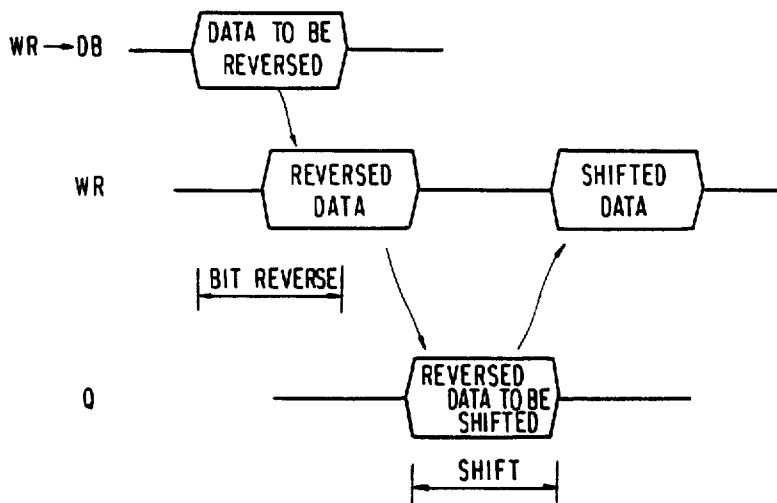 WR→DB
DATA TO BE
REVERSED
WR
REVERSED
DATA
SHIFTED
DATA
BIT REVERSE
Q
REVERSED
DATA TO BE
SHIFTED
SHIFT